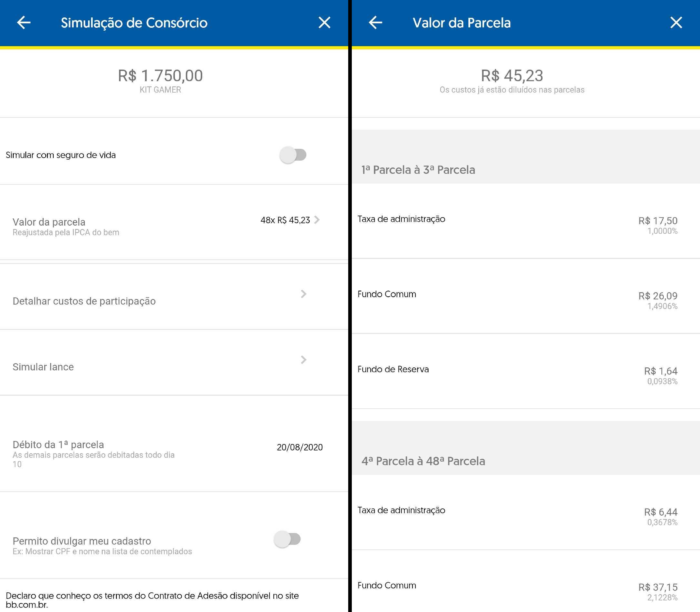 Simulação de Consórcio
R$ 1.750,00
KIT GAMER
Simular com seguro de vida
Valor da parcela
48x R$ 45,23
Reajustada pela IPCA do bem
Detalhar custos de participação
Simular lance
Débito da 1ª parcela
20/08/2020
As demais parcelas serão debitadas todo dia
10
Permito divulgar meu cadastro
Ex: Mostrar CPF e nome na lista de contemplados
Declaro que conheço os termos do Contrato de Adesão disponível no site
bb.com.br.
Valor da Parcela
R$ 45,23
Os custos já estão diluídos nas parcelas
1ª Parcela à 3ª Parcela
Taxa de administração
R$ 17,50
1,0000%
Fundo Comum
R$ 26,09
1,4906%
Fundo de Reserva
R$ 1,64
0,0938%
4ª Parcela à 48ª Parcela
Taxa de administração
R$ 6,44
0,3678%
Fundo Comum
R$ 37,15
2,1228%